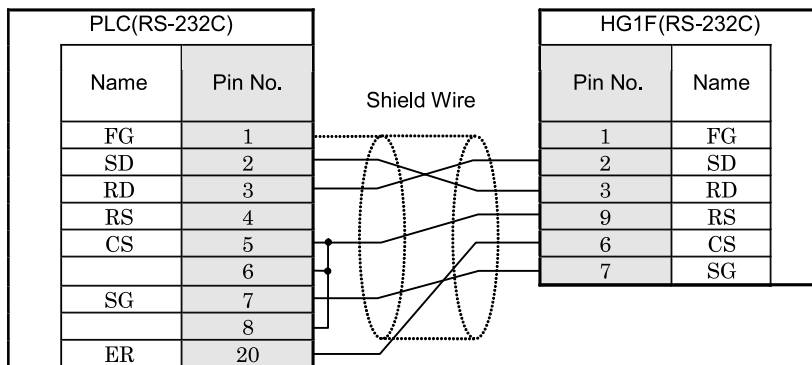 PLC(RS-232C)
Name Pin No.
FG 1
SD 2
RD 3
RS 4
CS 5
6
SG 7
8
ER 20
Shield Wire
HG1F(RS-232C)
Pin No. Name
1 FG
2 SD
3 RD
9 RS
6 CS
7 SG